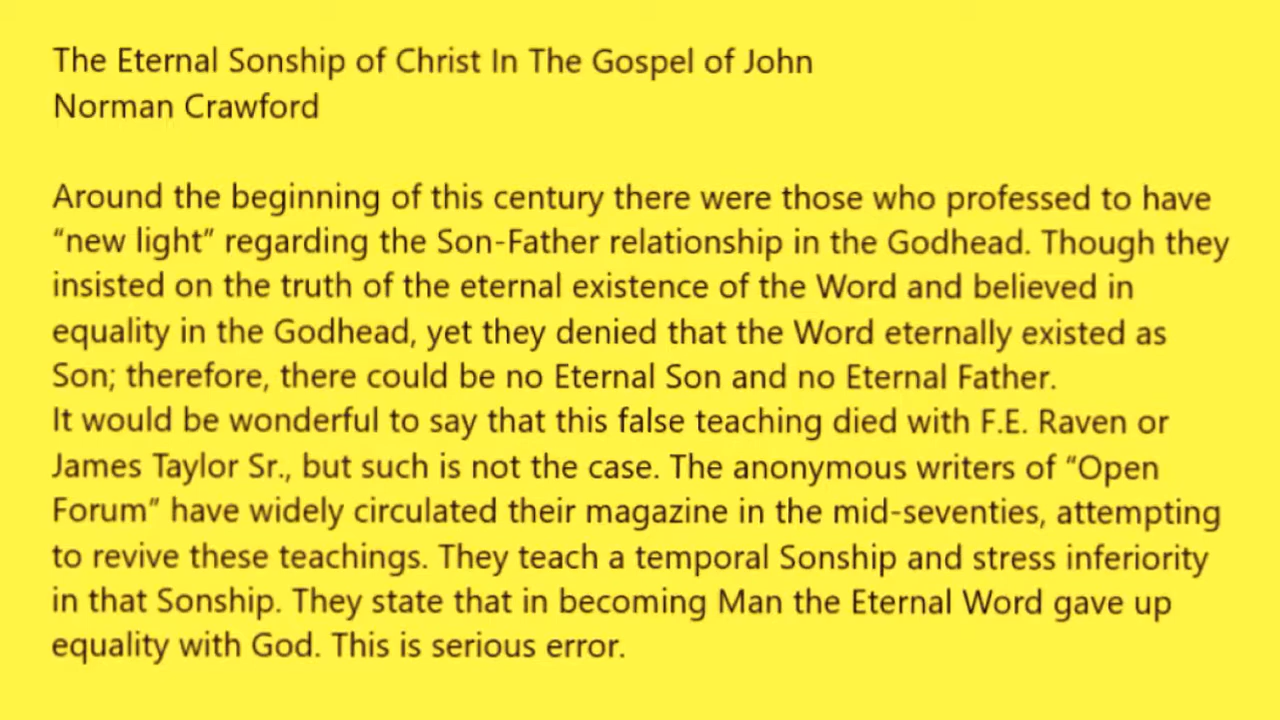 The Eternal Sonship of Christ In The Gospel of John
Norman Crawford
Around the beginning of this century there were those who professed to have
“new light” regarding the Son-Father relationship in the Godhead. Though they
insisted on the truth of the eternal existence of the Word and believed in
equality in the Godhead, yet they denied that the Word eternally existed as
Son; therefore, there could be no Eternal Son and no Eternal Father.
It would be wonderful to say that this false teaching died with F.E. Raven or
James Taylor Sr., but such is not the case. The anonymous writers of “Open
Forum” have widely circulated their magazine in the mid-seventies, attempting
to revive these teachings. They teach a temporal Sonship and stress inferiority
in that Sonship. They state that in becoming Man the Eternal Word gave up
equality with God. This is serious error.